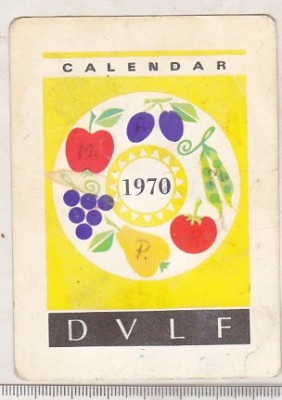 CALENDAR
M.
1970
P.
DVLF